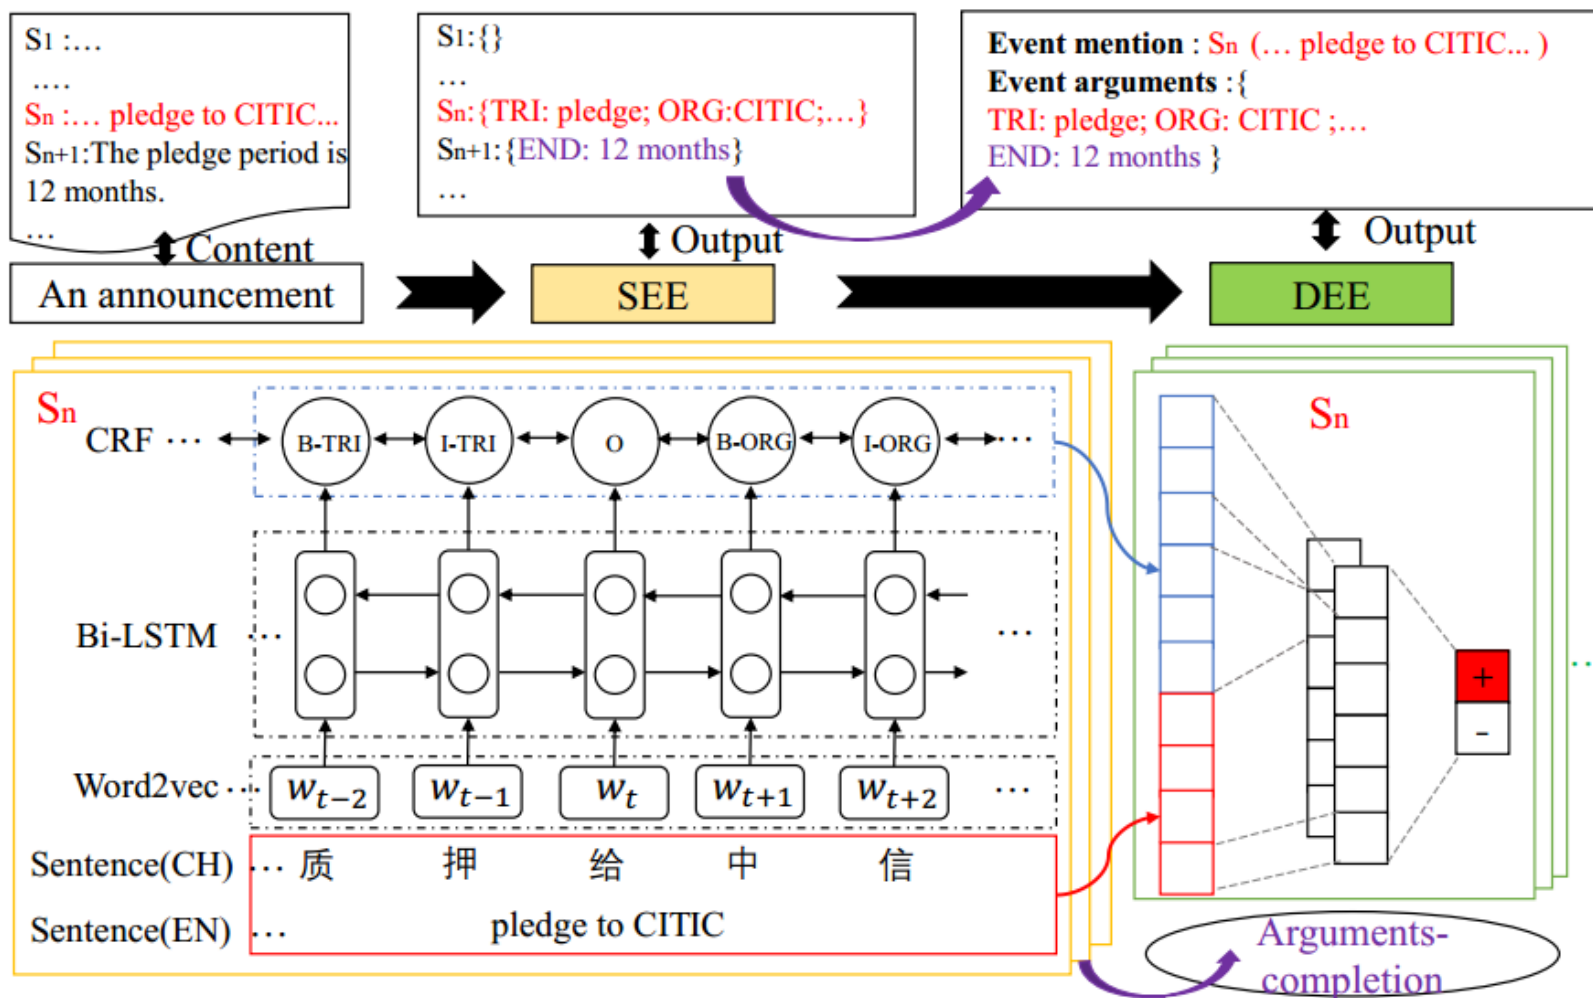 S1 :…
....
Sn :… pledge to CITIC...
Sn+1:The pledge period is
12 months.
…
Content
An announcement
S1:{}
…
Sn:{TRI: pledge; ORG:CITIC;…}
Sn+1:{END: 12 months}
…
Output
SEE
Event mention : Sn (… pledge to CITIC... )
Event arguments :{
TRI: pledge; ORG: CITIC ;…
END: 12 months }
Output
DEE
Sn
CRF … B-TRI I-TRI O B-ORG I-ORG …
Bi-LSTM … …
Word2vec … wt−2 wt−1 wt wt+1 wt+2 …
Sentence(CH) … 质 押 给 中 信
Sentence(EN) … pledge to CITIC
Sn
+
-
…
Arguments-
completion